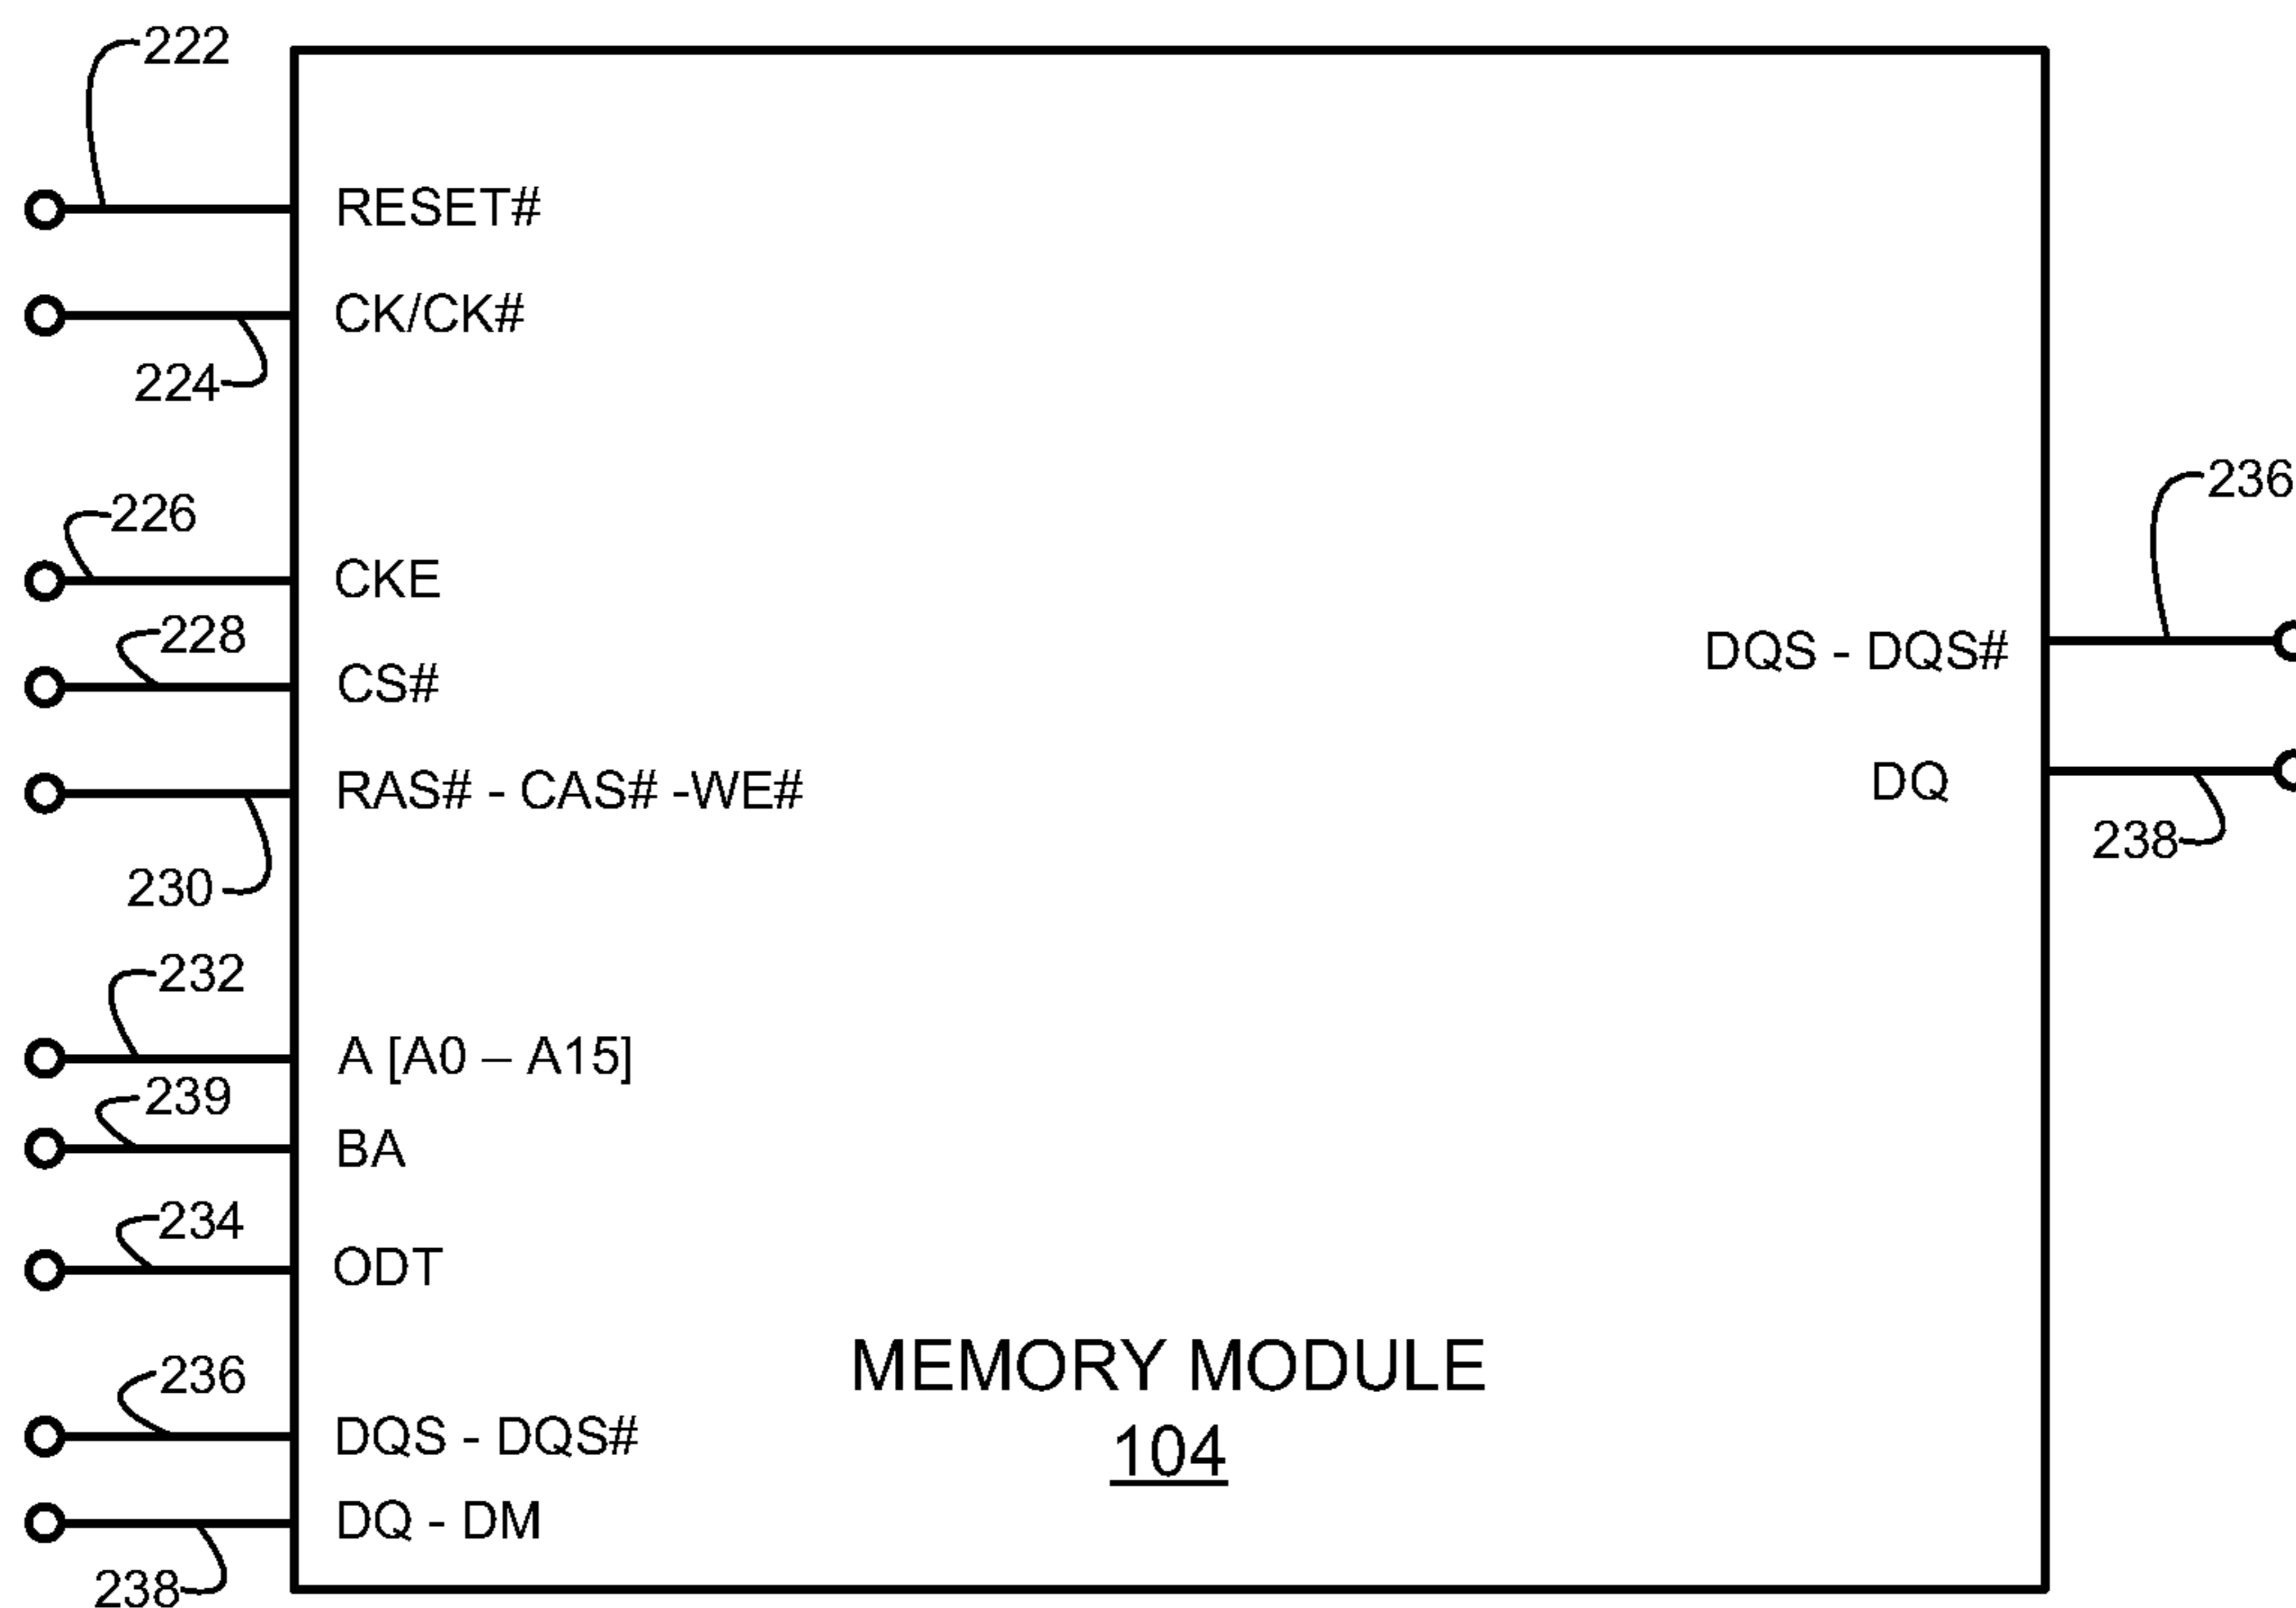 222
RESET#
CK/CK#
224
226
CKE
228
CS#
RAS# - CAS# -WE#
230
232
A [A0 – A15]
239
BA
234
ODT
236
DQS - DQS#
DQ - DM
238
236
DQS - DQS#
DQ
238
MEMORY MODULE
104